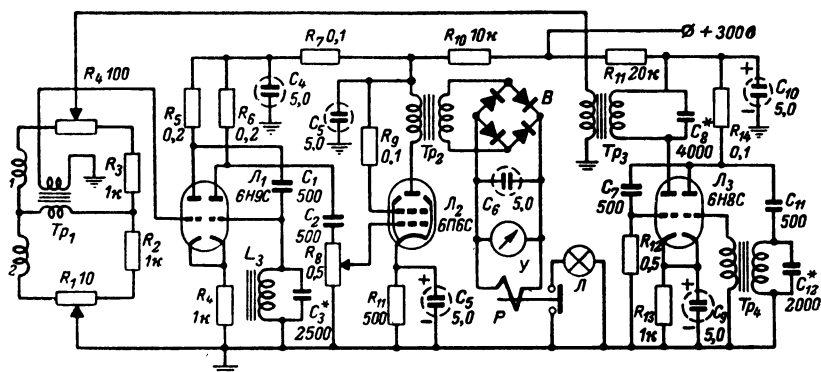 R₇ 0,1
R₁₀ 10к
Ø + 300в
R₄ 100
R₅
0,2
R₆
0,2
C₄
5,0
C₅
5,0
R₉
0,1
Тр₂
В
R₁₁ 20к
+
C₁₀
5,0
−
Тр₃
C₈*
4000
R₁₄
0,1
1
R₃
1к
Тр₁
2
R₂
1к
R₁ 10
Л₁
6Н9С
C₁
500
C₂
500
R₈
0,5
Л₂
6П6С
C₆
5,0
У
Р
Л
C₇
500
Л₃
6Н8С
C₁₁
500
R₁₂
0,5
Тр₄
C₁₂*
2000
R₄
1к
L₃
C₃*
2500
R₁₁
500
+
C₅
5,0
−
R₁₃
1к
+
C₉
5,0
−